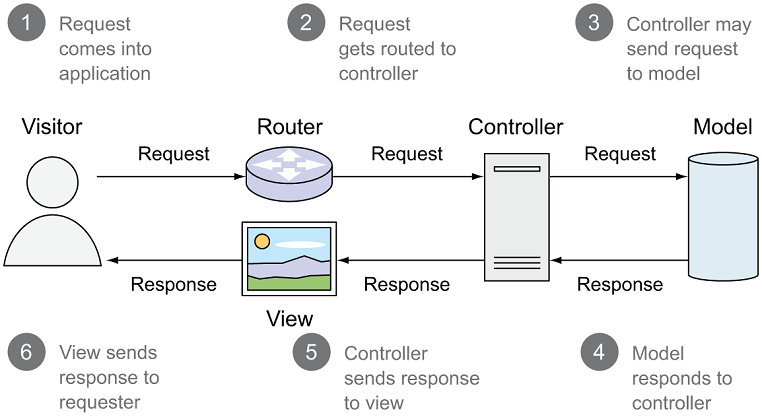 1
Request
comes into
application
2
Request
gets routed to
controller
3
Controller may
send request
to model
Visitor
Router
Controller
Model
Request
Request
Request
Response
Response
Response
View
6
View sends
response to
requester
5
Controller
sends response
to view
4
Model
responds to
controller